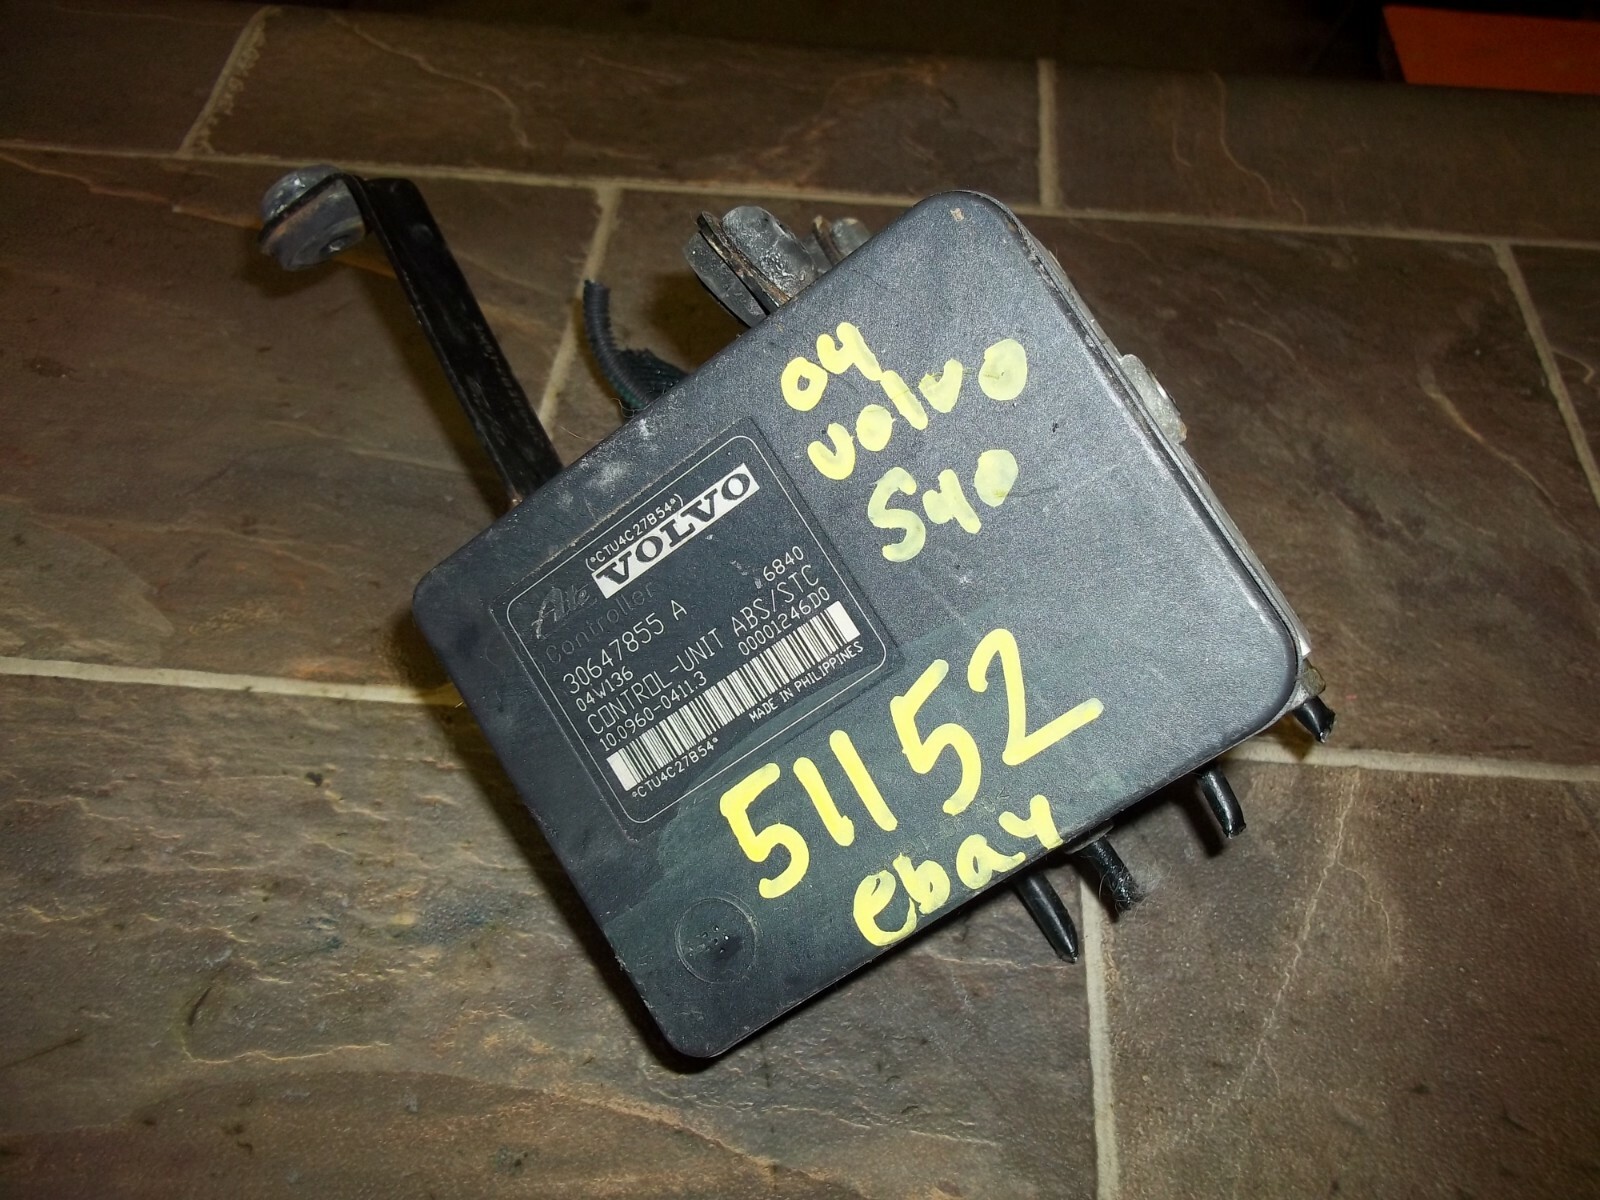 04
volvo
S40
(*CTU4C27B54*)
Ate VOLVO
Controller
30647855 A 6840
04W136
CONTROL-UNIT ABS/STC
10.0960-0411.3 00001246D0
MADE IN PHILIPPINES
*CTU4C27B54*
51152
ebay